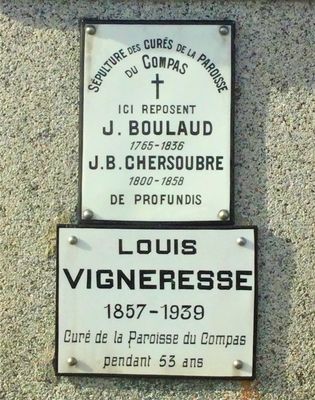 SÉPULTURE DES CURÉS DE LA PAROISSE
DU COMPAS
ICI REPOSENT
J. BOULAUD
1765-1836
J.B. CHERSOUBRE
1800-1858
DE PROFUNDIS
LOUIS
VIGNERESSE
1857-1939
Curé de la Paroisse du Compas
pendant 53 ans